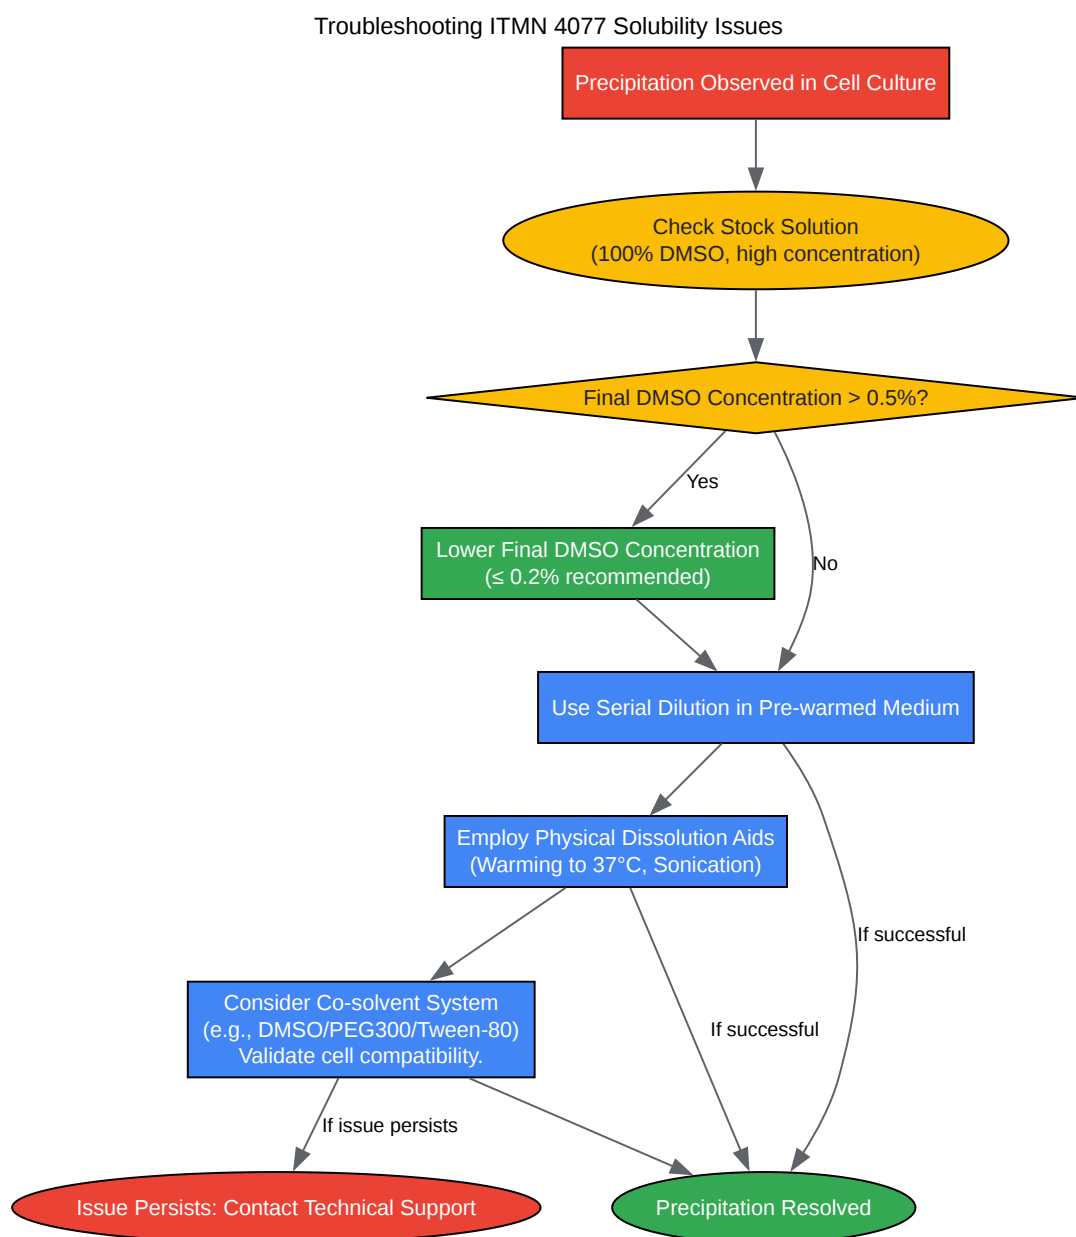 Troubleshooting ITMN 4077 Solubility Issues
Precipitation Observed in Cell Culture
Check Stock Solution
(100% DMSO, high concentration)
Final DMSO Concentration > 0.5%?
Yes
Lower Final DMSO Concentration
(≤ 0.2% recommended)
No
Use Serial Dilution in Pre-warmed Medium
Employ Physical Dissolution Aids
(Warming to 37°C, Sonication)
If successful
Consider Co-solvent System
(e.g., DMSO/PEG300/Tween-80)
Validate cell compatibility.
If successful
If issue persists
Issue Persists: Contact Technical Support
Precipitation Resolved